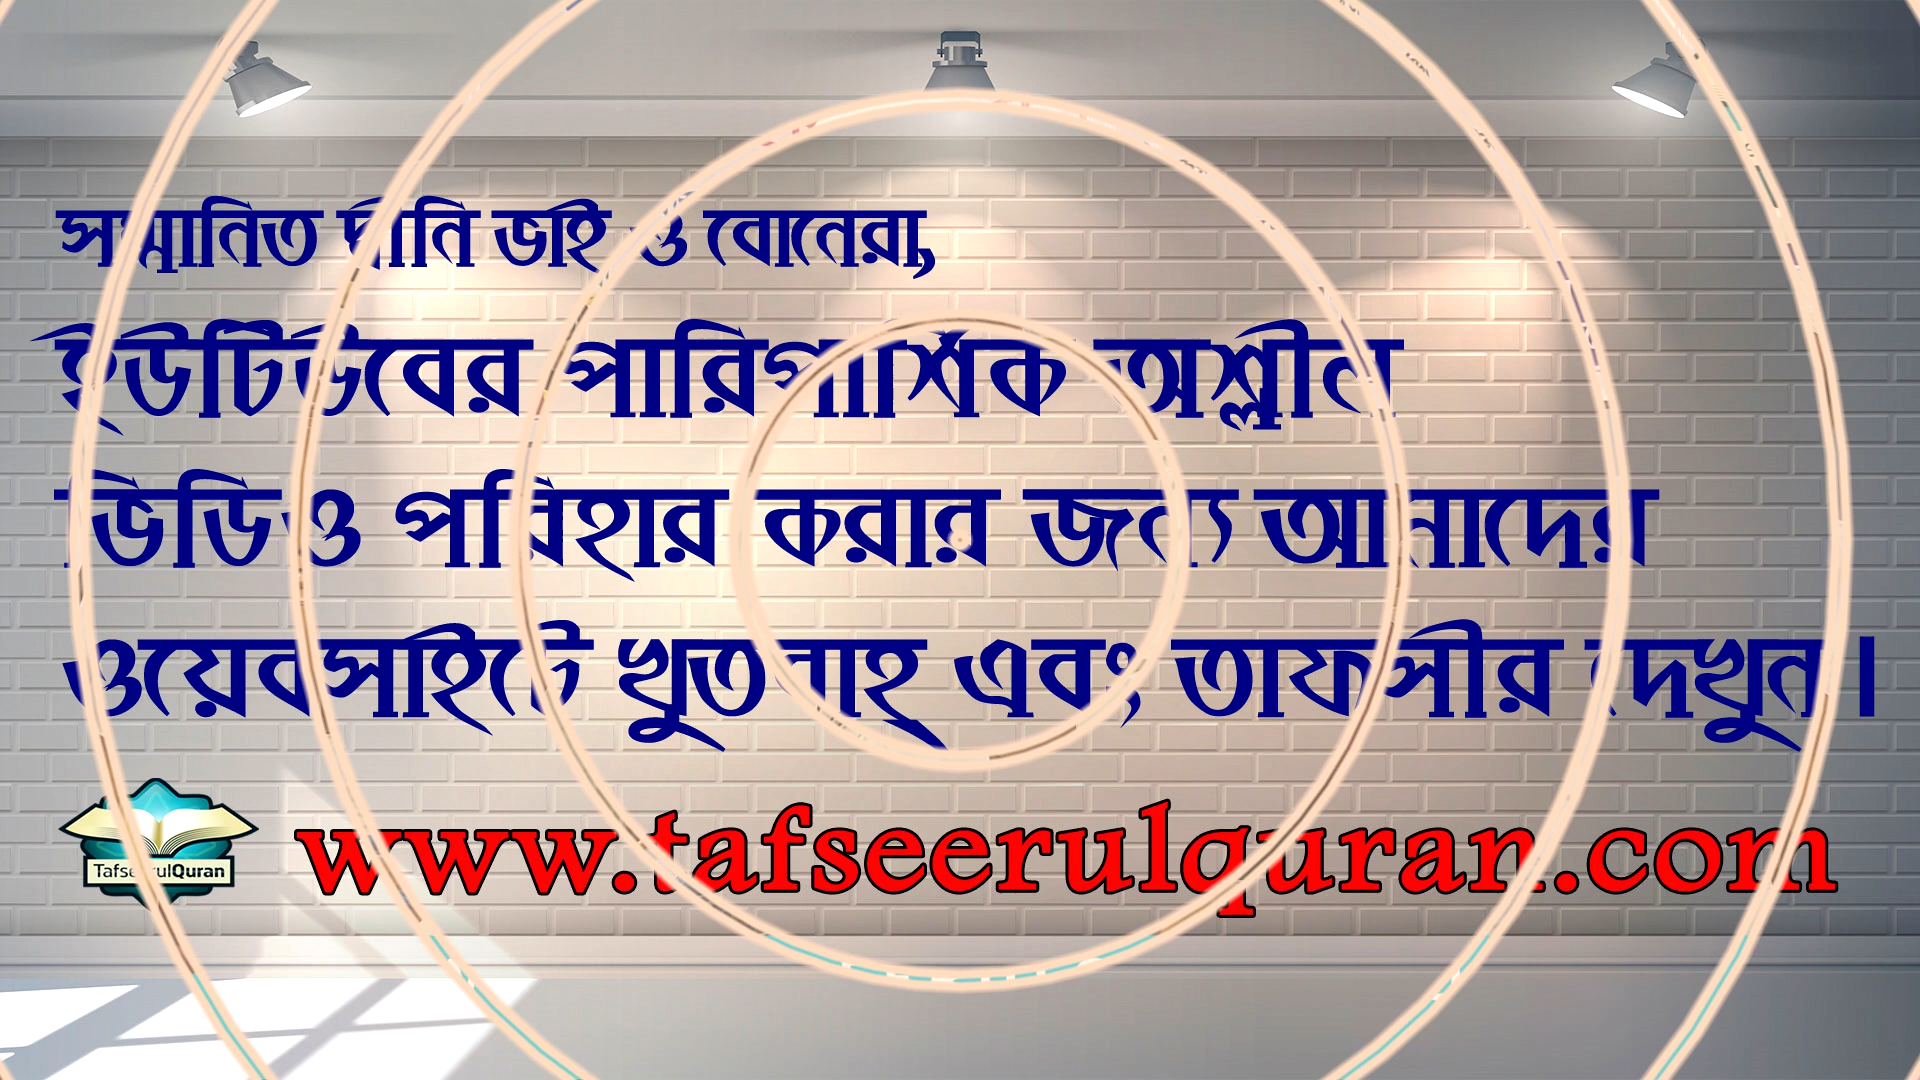 সম্মানিত দ্বীনি ভাই ও বোনেরা,
ইউটিউবের পারিপার্শিক অশ্লীল
ভিডিও পরিহার করার জন্য আমাদের
ওয়েবসাইটে খুতবাহ্ এবং তাফসীর দেখুন।
TafseerulQuran
www.tafseerulquran.com